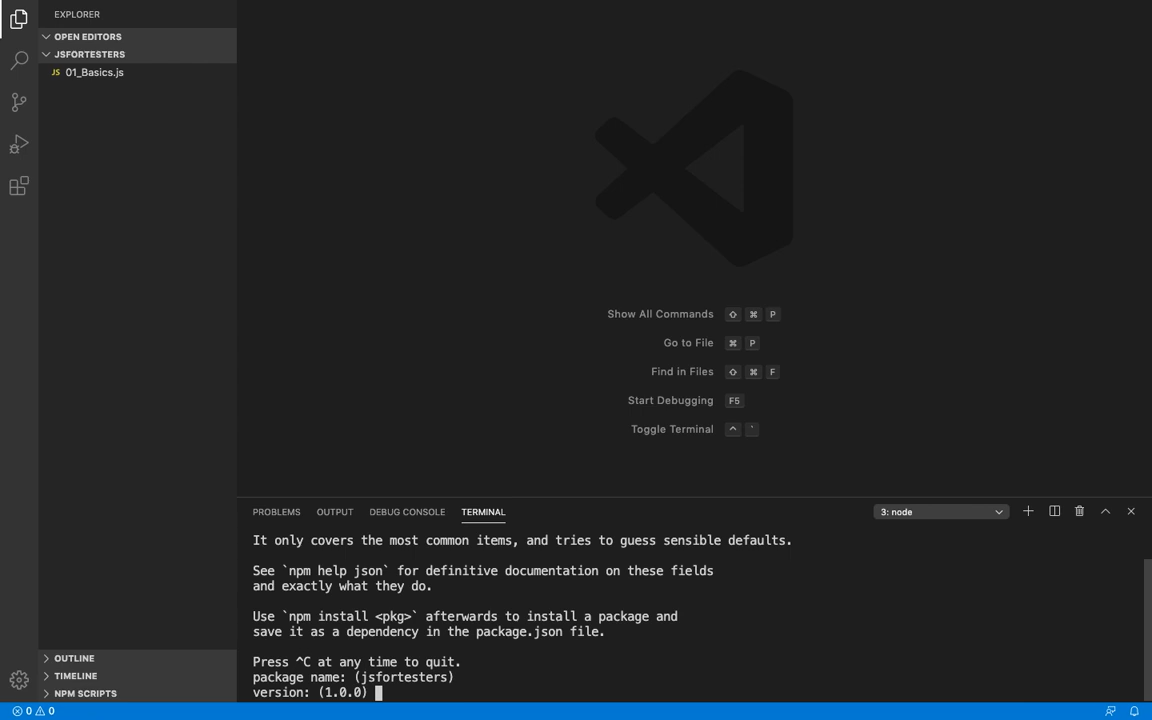 EXPLORER
OPEN EDITORS
JSFORTESTERS
JS 01_Basics.js
OUTLINE
TIMELINE
NPM SCRIPTS
Show All Commands ⇧ ⌘ P
Go to File ⌘ P
Find in Files ⇧ ⌘ F
Start Debugging F5
Toggle Terminal ^ `
PROBLEMS OUTPUT DEBUG CONSOLE TERMINAL 3: node
It only covers the most common items, and tries to guess sensible defaults.
See `npm help json` for definitive documentation on these fields
and exactly what they do.
Use `npm install <pkg>` afterwards to install a package and
save it as a dependency in the package.json file.
Press ^C at any time to quit.
package name: (jsfortesters)
version: (1.0.0)
0 0